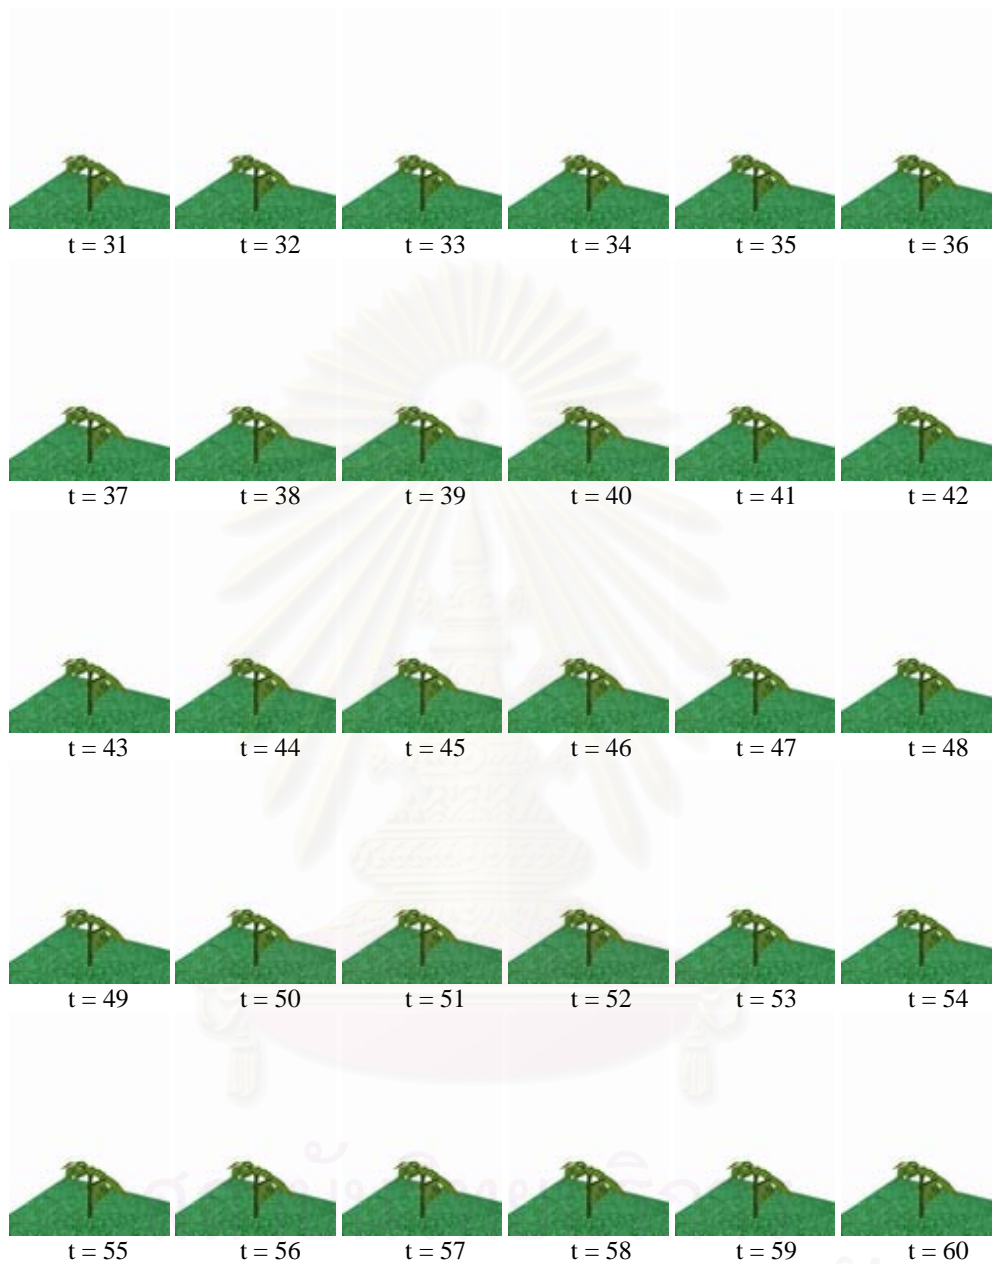 t = 31 t = 32 t = 33 t = 34 t = 35 t = 36
t = 37 t = 38 t = 39 t = 40 t = 41 t = 42
t = 43 t = 44 t = 45 t = 46 t = 47 t = 48
t = 49 t = 50 t = 51 t = 52 t = 53 t = 54
t = 55 t = 56 t = 57 t = 58 t = 59 t = 60